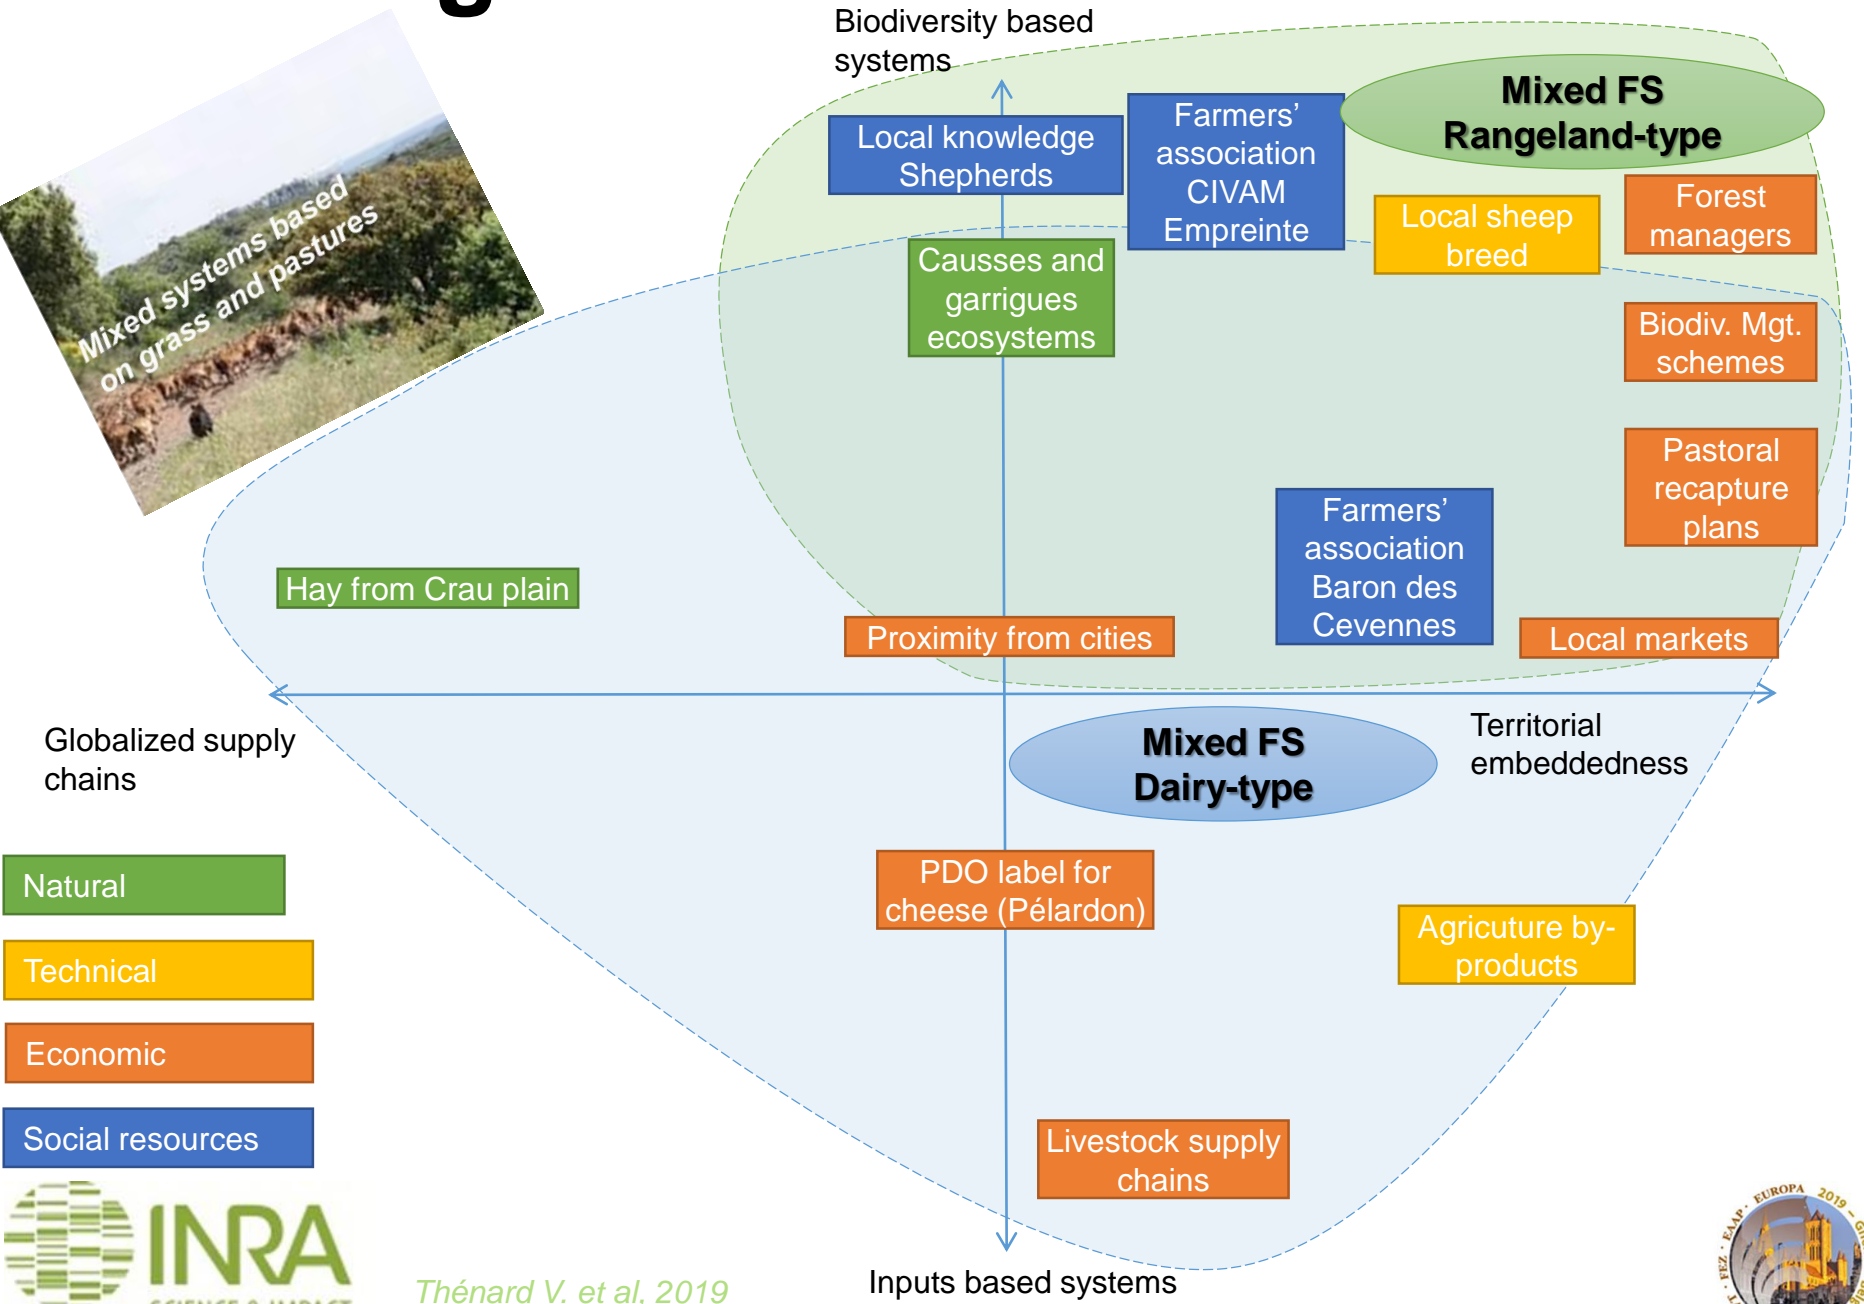 Biodiversity based
systems
Mixed FS
Rangeland-type
Farmers’
association
CIVAM
Empreinte
Local knowledge
Shepherds
Mixed systems based
on grass and pastures
Forest
managers
Local sheep
breed
Causses and
garrigues
ecosystems
Biodiv. Mgt.
schemes
Pastoral
recapture
plans
Farmers’
association
Baron des
Cevennes
Hay from Crau plain
Proximity from cities
Local markets
Globalized supply
chains
Territorial
embeddedness
Mixed FS
Dairy-type
PDO label for
cheese (Pélardon)
Agricuture by-
products
Natural
Technical
Economic
Social resources
Livestock supply
chains
Inputs based systems
INRA
SCIENCE & IMPACT
Thénard V. et al, 2019
EAAP · EUROPA 2019